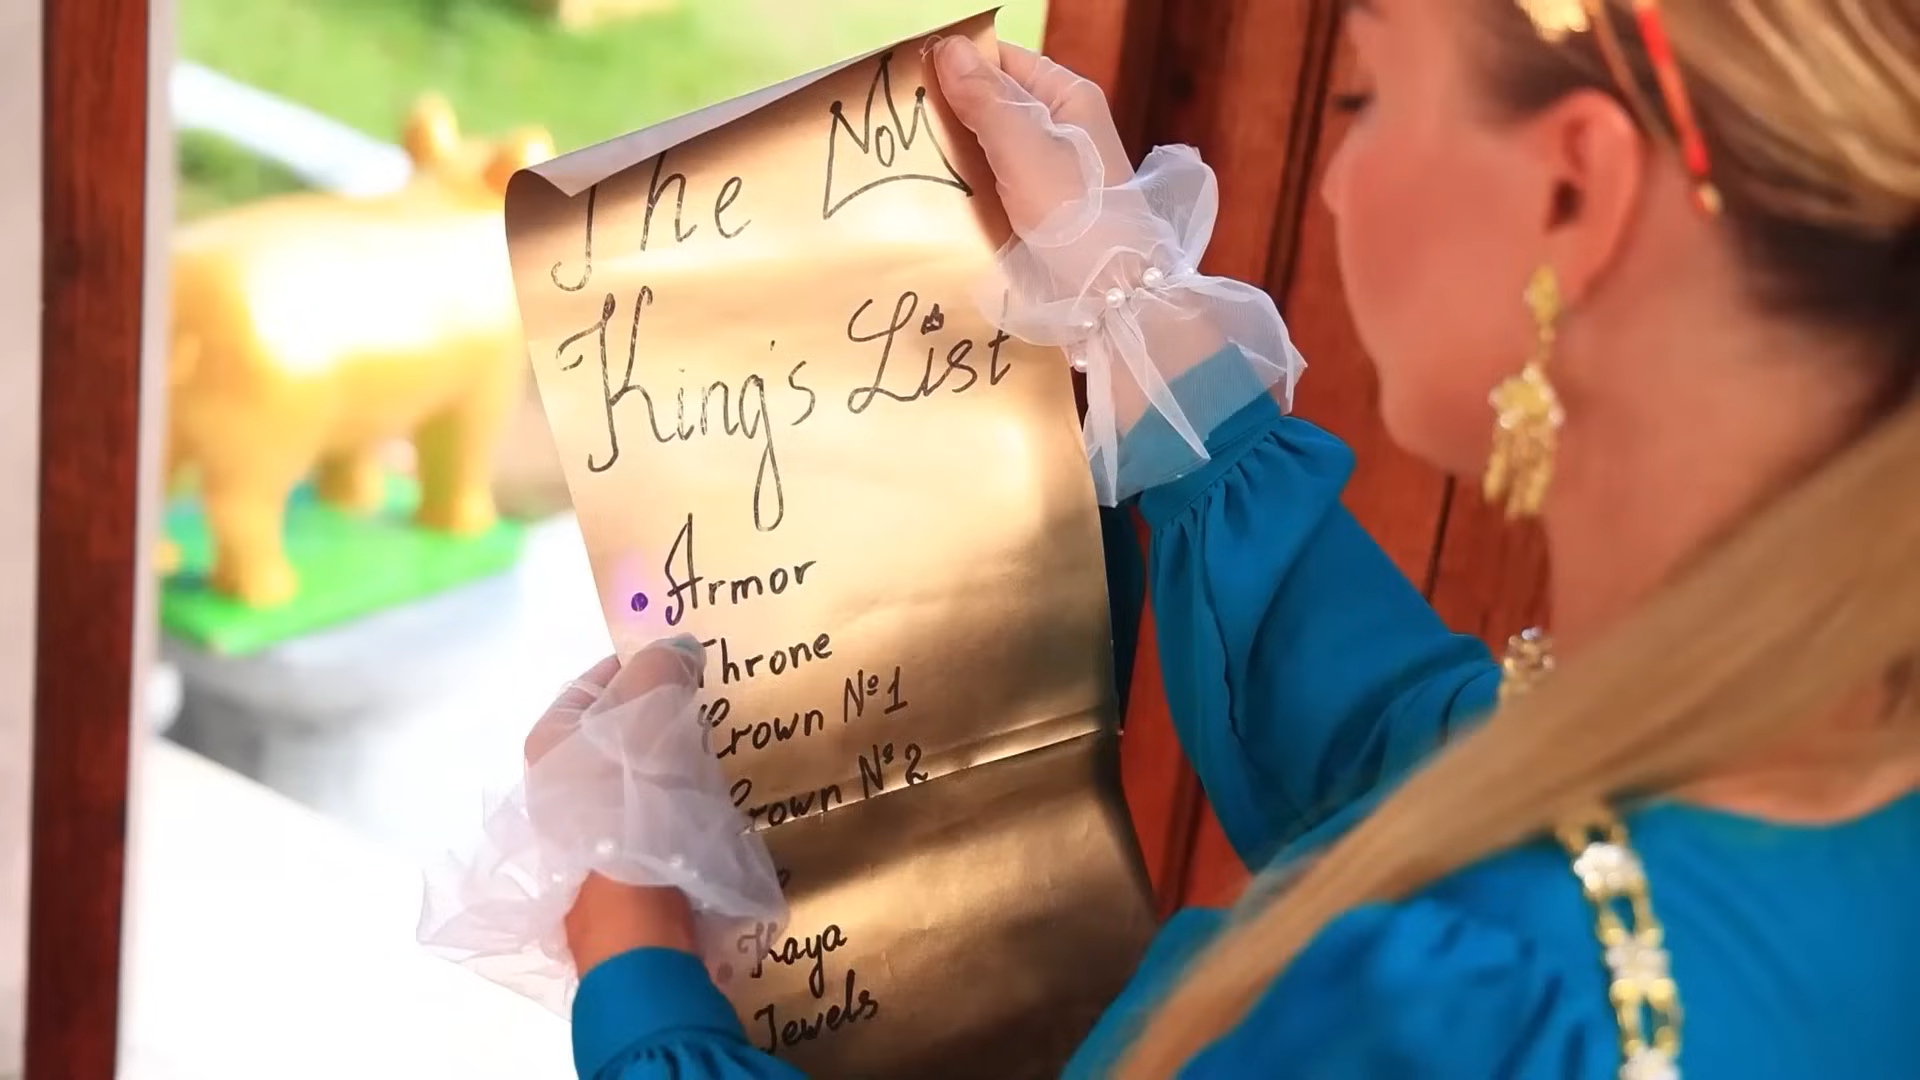 The
King's List
• Armor
Throne
Crown №1
Crown №2
• Kaya
Jewels